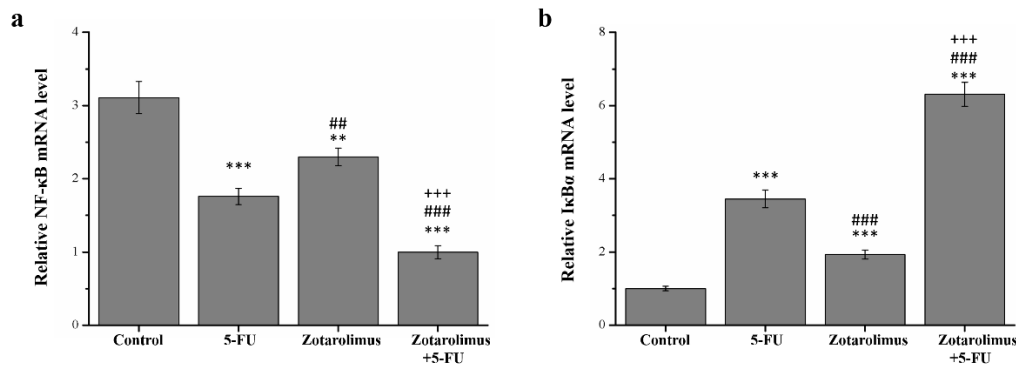 a
Relative NF-κB mRNA level
4
3
2
1
0
***
##
**
+++
###
***
Control
5-FU
Zotarolimus
Zotarolimus
+5-FU
b
Relative IκBα mRNA level
8
6
4
2
0
***
###
***
+++
###
***
Control
5-FU
Zotarolimus
Zotarolimus
+5-FU